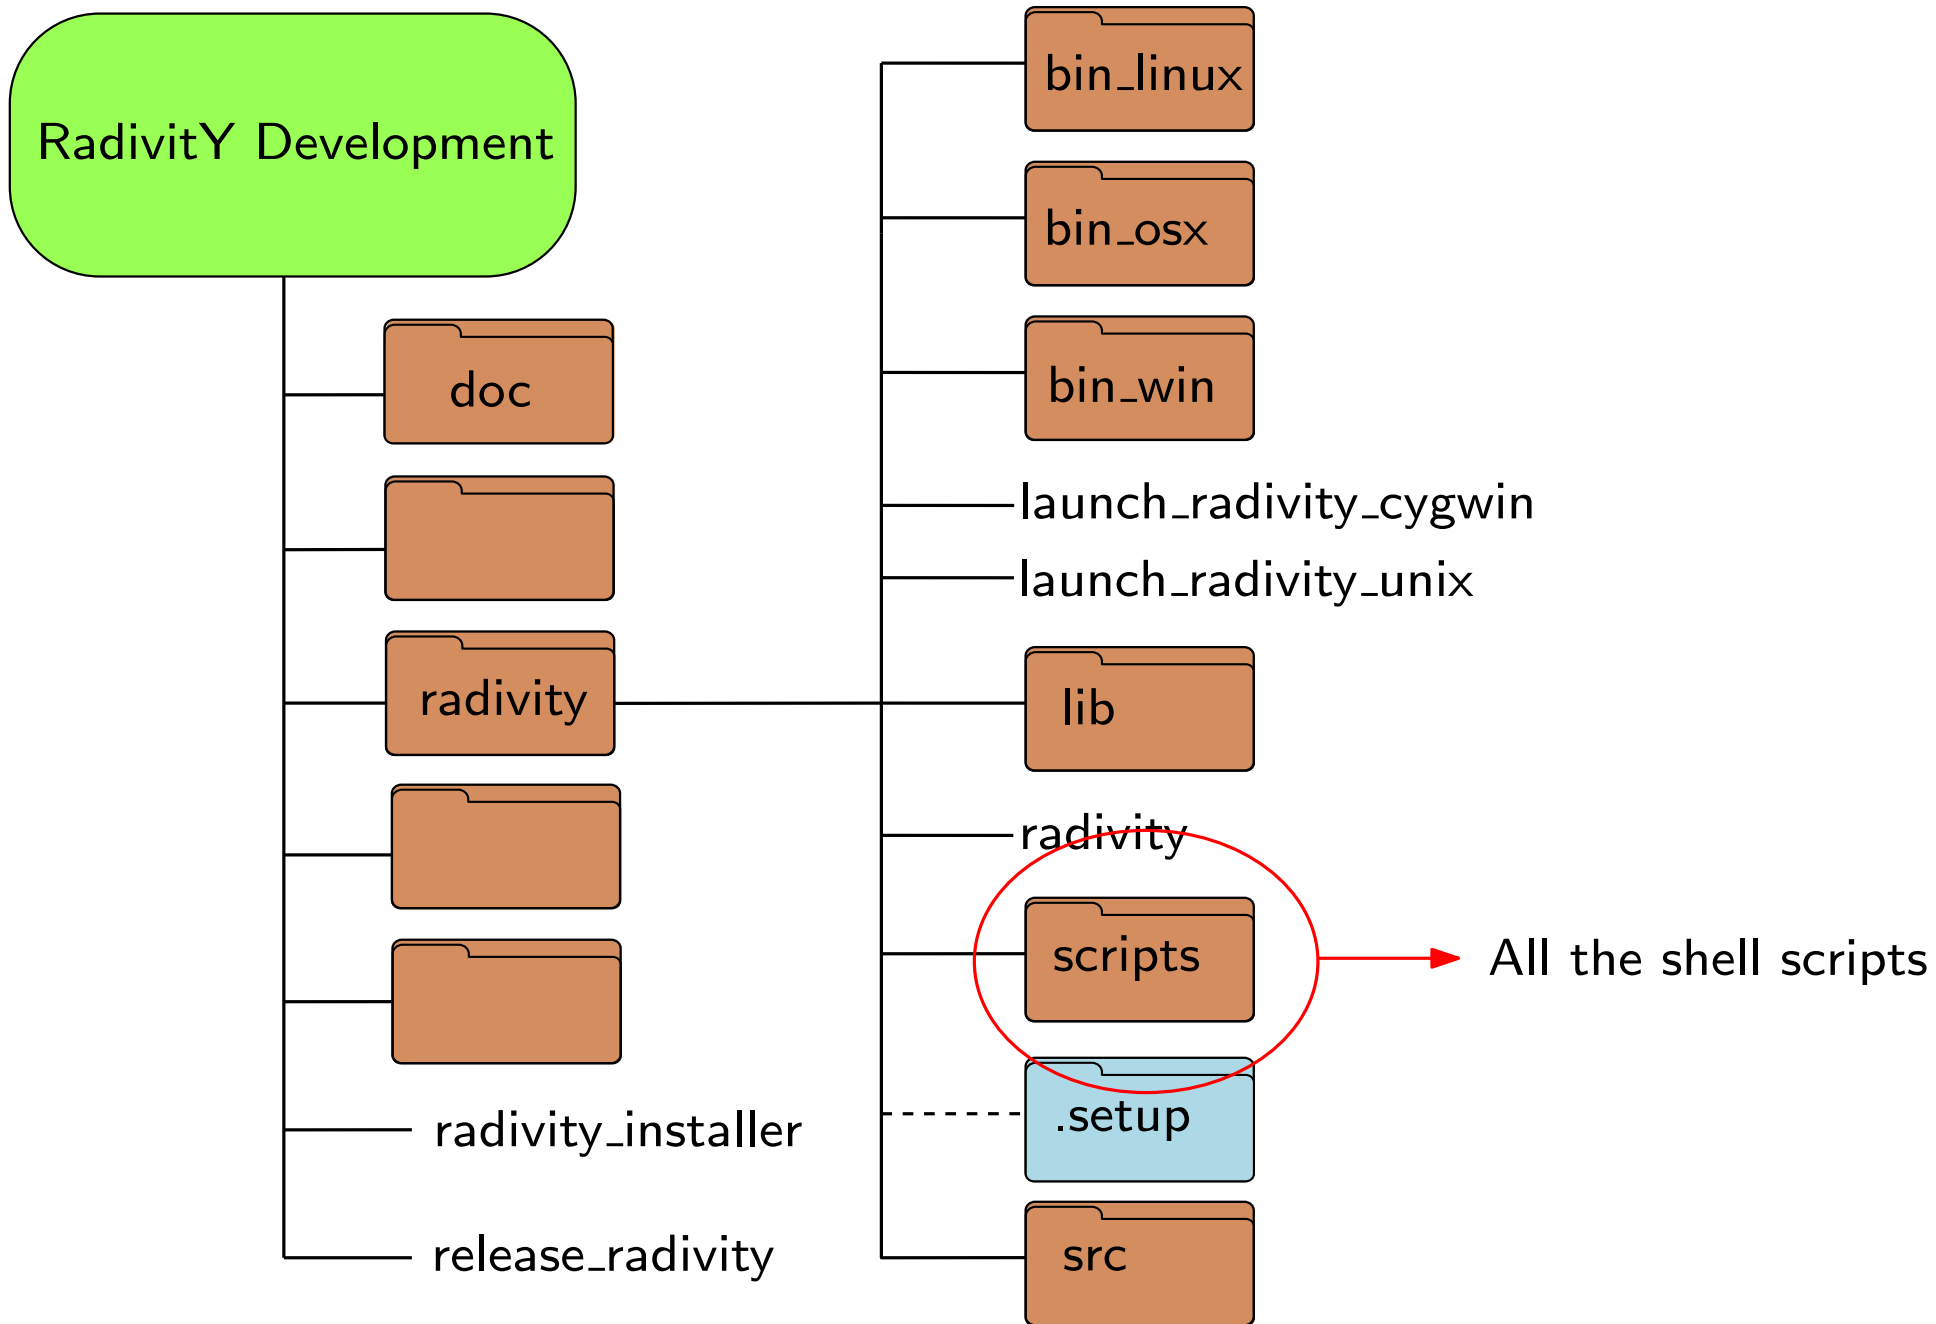 RadivitY Development
doc
radivity
radivity_installer
release_radivity
bin_linux
bin_osx
bin_win
launch_radivity_cygwin
launch_radivity_unix
lib
radivity
scripts
All the shell scripts
.setup
src